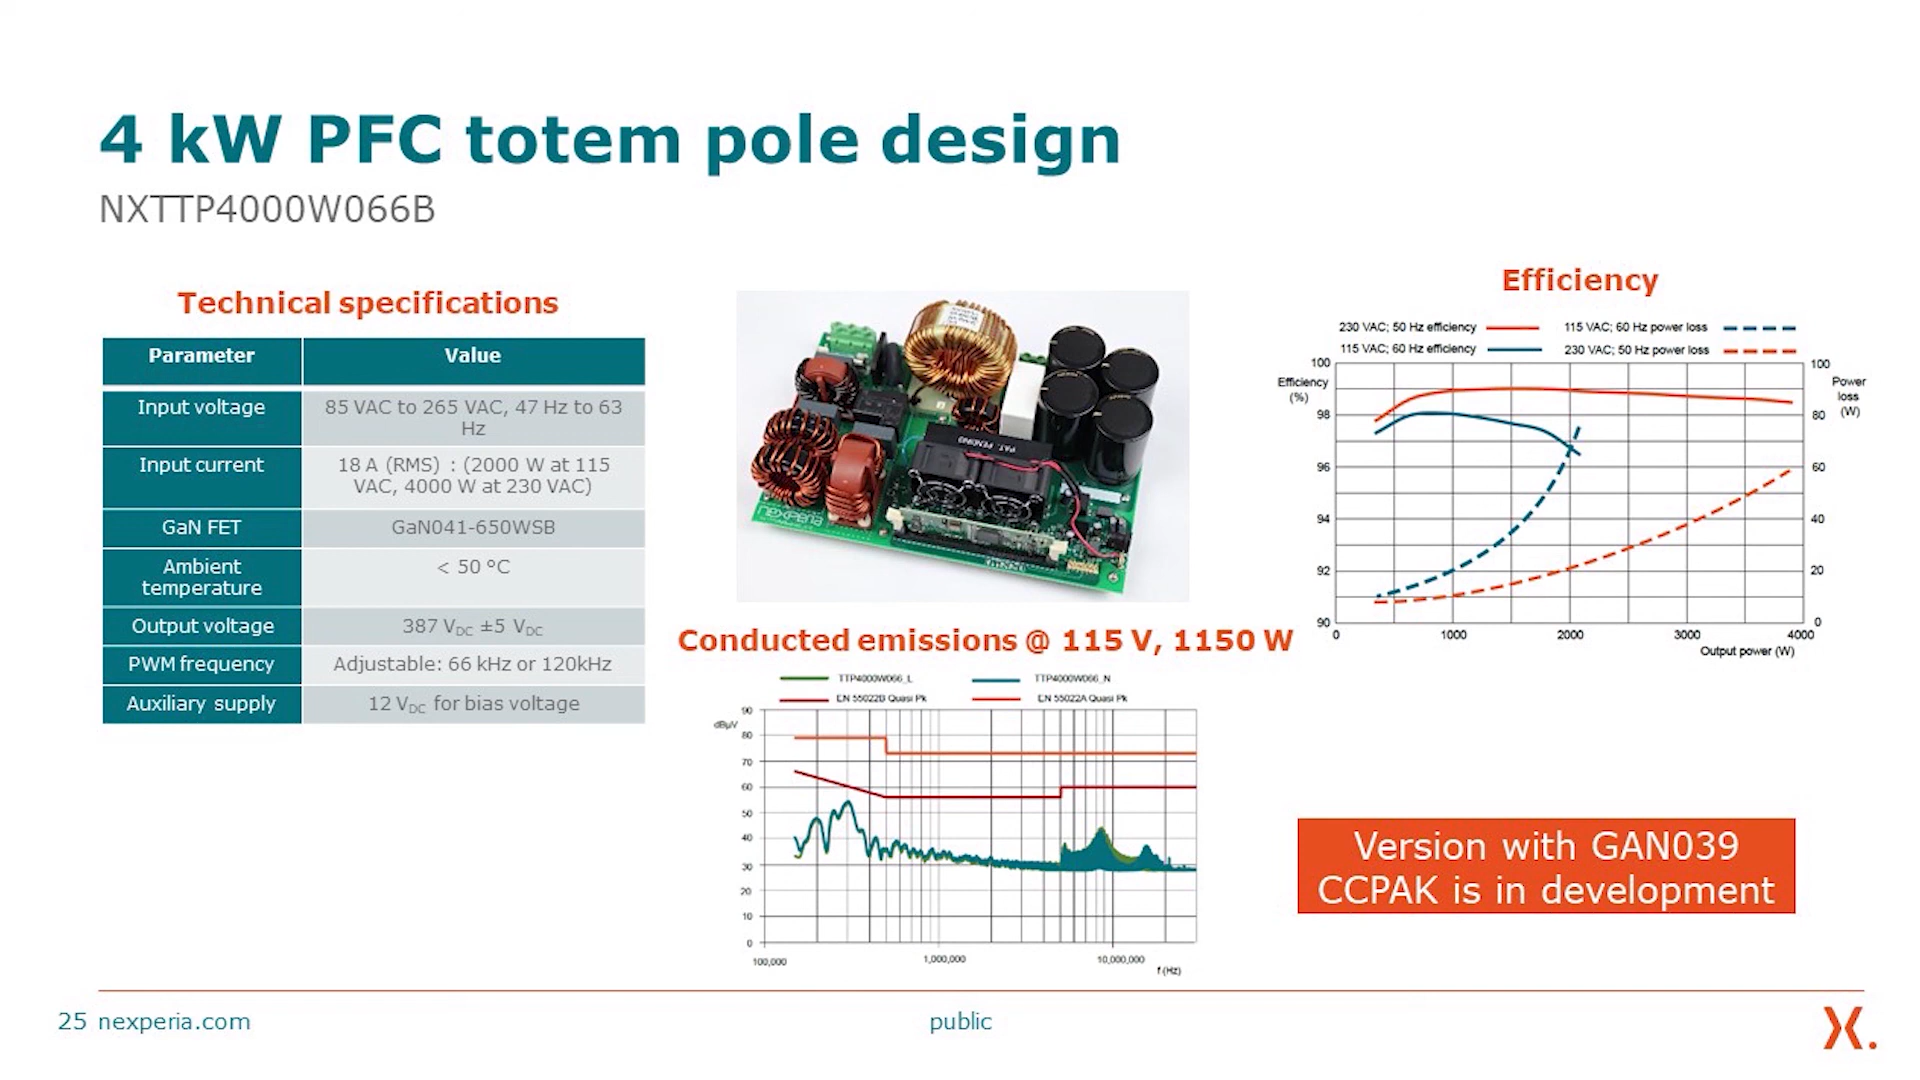 4 kW PFC totem pole design
NXTTP4000W066B
Technical specifications
Parameter Value
Input voltage 85 VAC to 265 VAC, 47 Hz to 63
Hz
Input current 18 A (RMS) : (2000 W at 115
VAC, 4000 W at 230 VAC)
GaN FET GaN041-650WSB
Ambient
temperature < 50 °C
Output voltage 387 VDC ±5 VDC
PWM frequency Adjustable: 66 kHz or 120kHz
Auxiliary supply 12 VDC for bias voltage
PAT. PENDING
nexperia
Conducted emissions @ 115 V, 1150 W
TTP4000W066_L TTP4000W066_N
EN 55022B Quasi Pk EN 55022A Quasi Pk
dBµV
90
80
70
60
50
40
30
20
10
0
100,000 1,000,000 10,000,000
f (Hz)
Efficiency
230 VAC; 50 Hz efficiency 115 VAC; 60 Hz power loss
115 VAC; 60 Hz efficiency 230 VAC; 50 Hz power loss
100 100
Efficiency Power
(%) loss
(W)
98 80
96 60
94 40
92 20
90 0
0 1000 2000 3000 4000
Output power (W)
Version with GAN039
CCPAK is in development
25 nexperia.com public